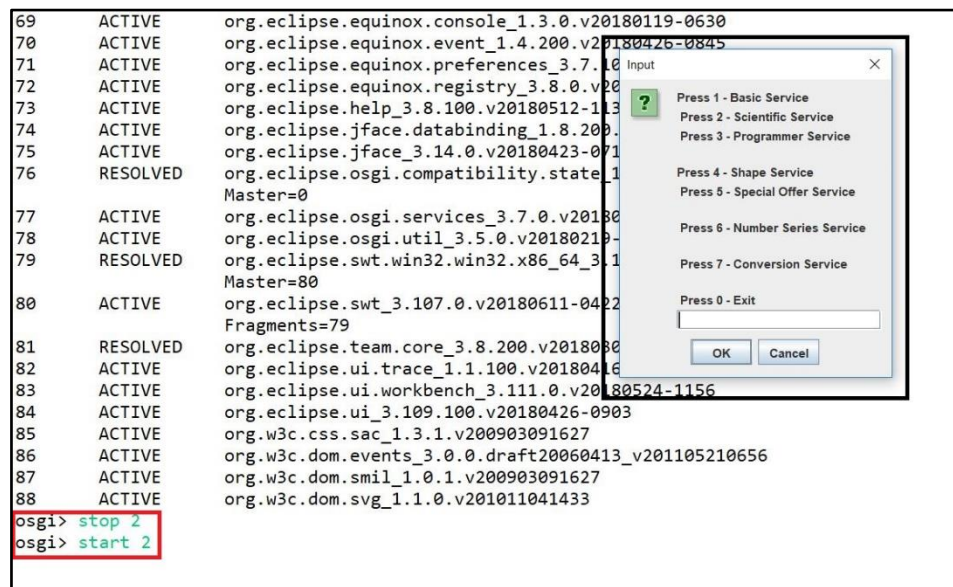 69 ACTIVE org.eclipse.equinox.console_1.3.0.v20180119-0630
70 ACTIVE org.eclipse.equinox.event_1.4.200.v20180426-0845
71 ACTIVE org.eclipse.equinox.preferences_3.7.10
72 ACTIVE org.eclipse.equinox.registry_3.8.0.v20
73 ACTIVE org.eclipse.help_3.8.100.v20180512-113
74 ACTIVE org.eclipse.jface.databinding_1.8.200.
75 ACTIVE org.eclipse.jface_3.14.0.v20180423-071
76 RESOLVED org.eclipse.osgi.compatibility.state_1
Master=0
77 ACTIVE org.eclipse.osgi.services_3.7.0.v20180
78 ACTIVE org.eclipse.osgi.util_3.5.0.v20180219-
79 RESOLVED org.eclipse.swt.win32.win32.x86_64_3.1
Master=80
80 ACTIVE org.eclipse.swt_3.107.0.v20180611-0422
Fragments=79
81 RESOLVED org.eclipse.team.core_3.8.200.v2018030
82 ACTIVE org.eclipse.ui.trace_1.1.100.v20180416
83 ACTIVE org.eclipse.ui.workbench_3.111.0.v20180524-1156
84 ACTIVE org.eclipse.ui_3.109.100.v20180426-0903
85 ACTIVE org.w3c.css.sac_1.3.1.v200903091627
86 ACTIVE org.w3c.dom.events_3.0.0.draft20060413_v201105210656
87 ACTIVE org.w3c.dom.smil_1.0.1.v200903091627
88 ACTIVE org.w3c.dom.svg_1.1.0.v201011041433
osgi> stop 2
osgi> start 2
Input
Press 1 - Basic Service
Press 2 - Scientific Service
Press 3 - Programmer Service
Press 4 - Shape Service
Press 5 - Special Offer Service
Press 6 - Number Series Service
Press 7 - Conversion Service
Press 0 - Exit
OK Cancel